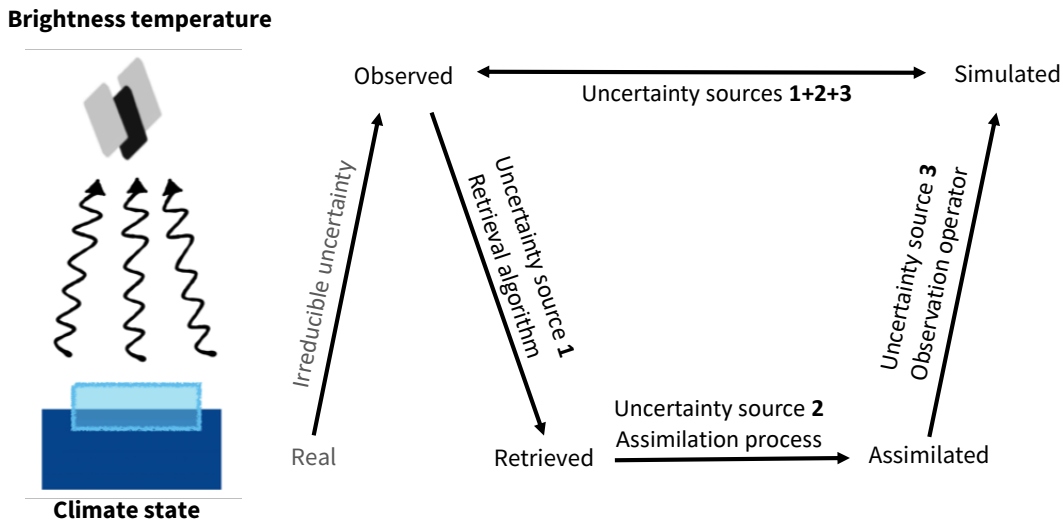 Brightness temperature
Observed
Simulated
Uncertainty sources 1+2+3
Irreducible uncertainty
Uncertainty source 1
Retrieval algorithm
Uncertainty source 3
Observation operator
Uncertainty source 2
Assimilation process
Real
Retrieved
Assimilated
Climate state